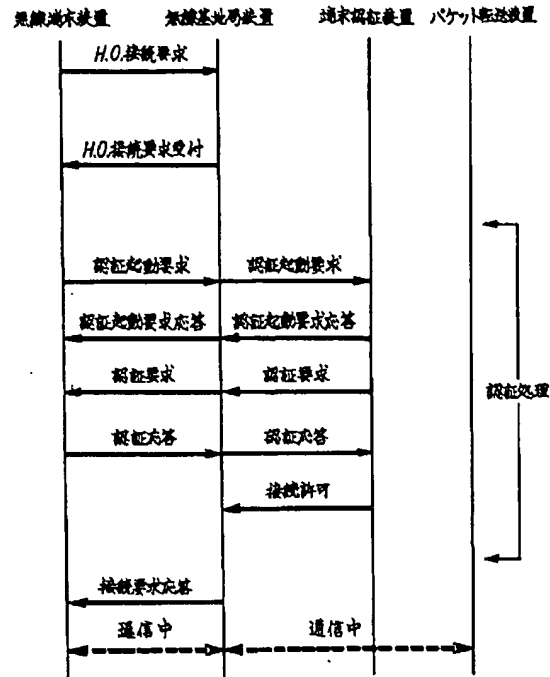 無線端末装置 無線基地局装置 端末認証装置 パケット転送装置
H.O.接続要求
H.O.接続要求受付
認証起動要求 認証起動要求
認証起動要求応答 認証起動要求応答
認証要求 認証要求
認証処理
認証応答 認証応答
接続許可
接続要求応答
通信中 通信中